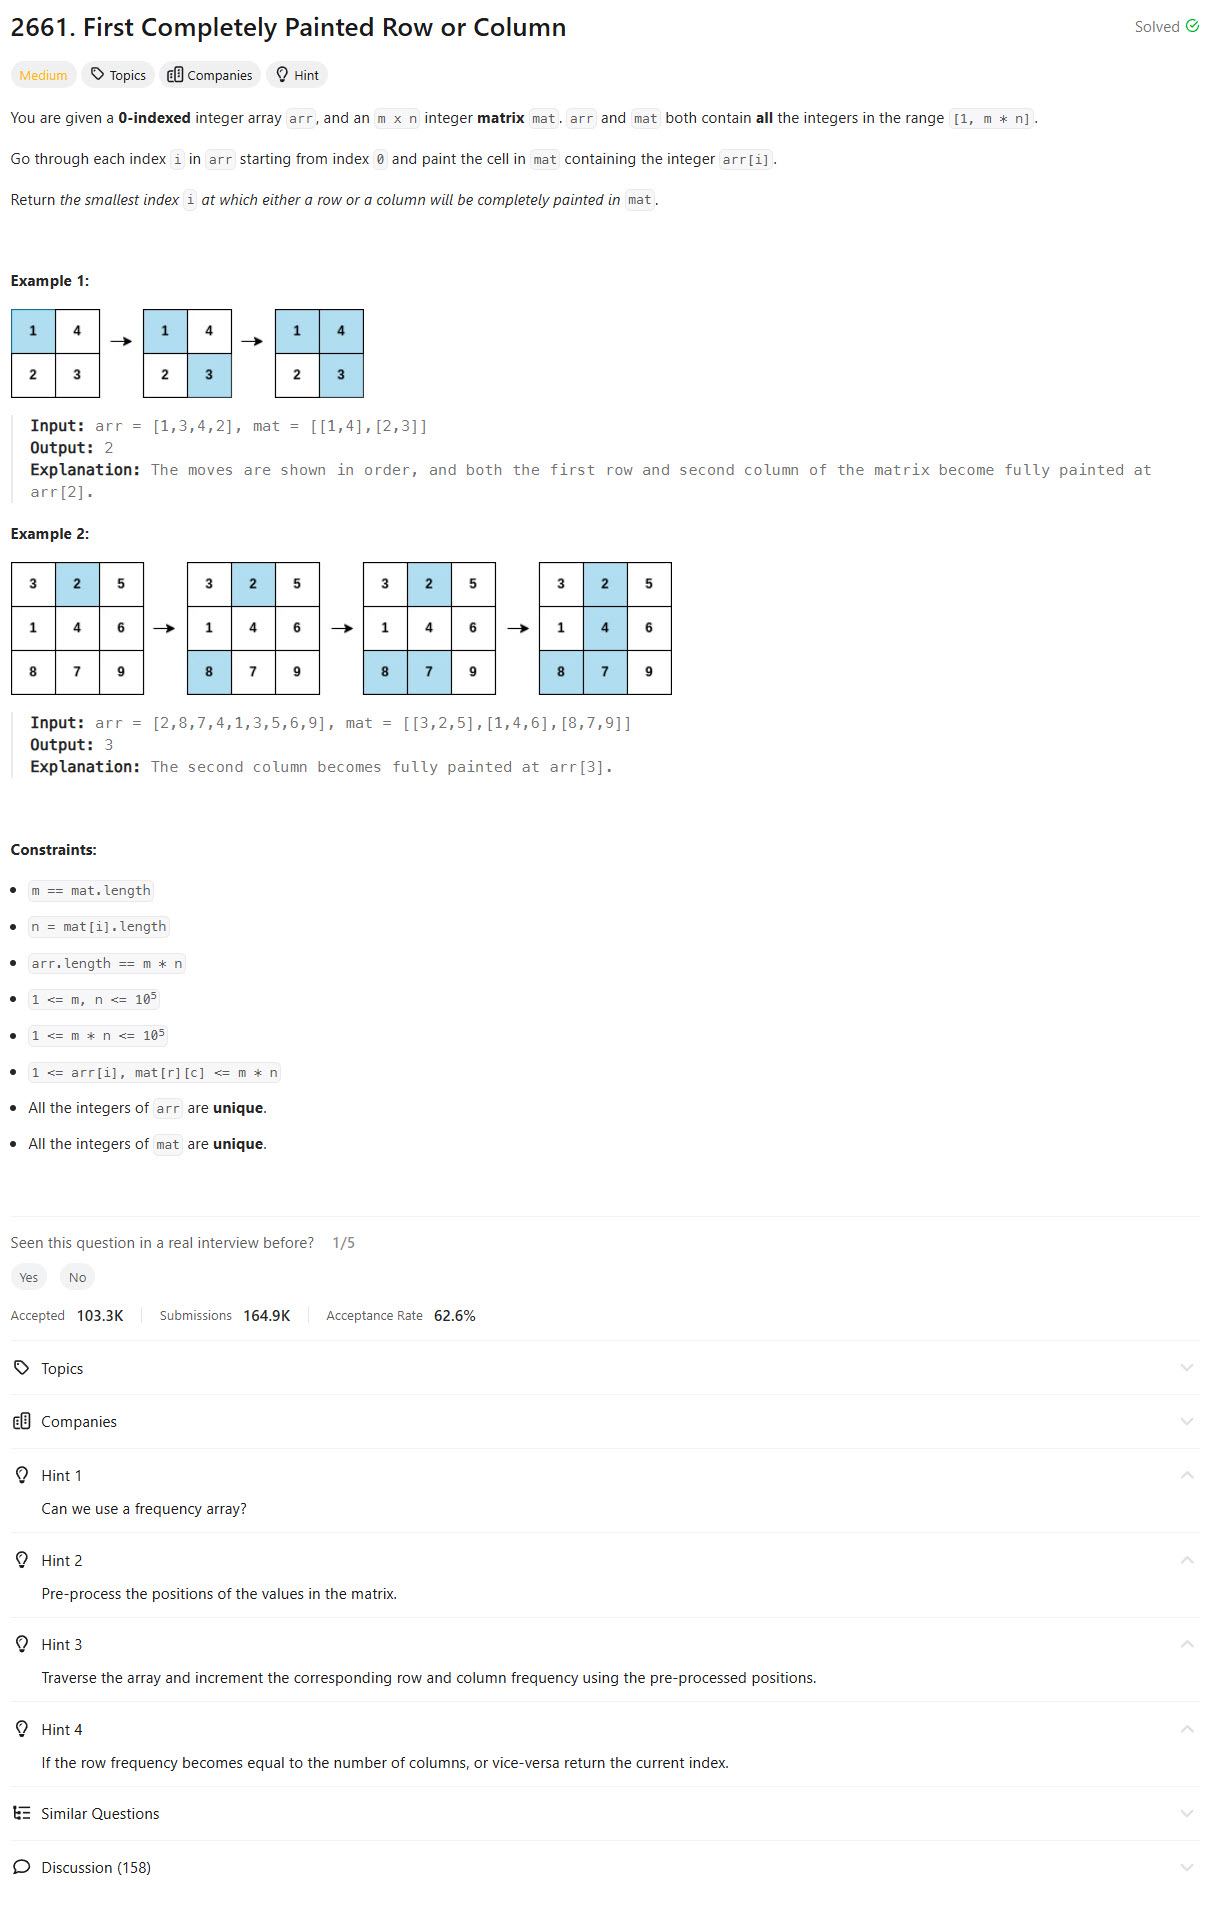 2661. First Completely Painted Row or Column
Solved
Medium Topics Companies Hint
You are given a 0-indexed integer array arr, and an m x n integer matrix mat. arr and mat both contain all the integers in the range [1, m * n].
Go through each index i in arr starting from index 0 and paint the cell in mat containing the integer arr[i].
Return the smallest index i at which either a row or a column will be completely painted in mat.
Example 1:
1 4 1 4 1 4
2 3 2 3 2 3
Input: arr = [1,3,4,2], mat = [[1,4],[2,3]]
Output: 2
Explanation: The moves are shown in order, and both the first row and second column of the matrix become fully painted at
arr[2].
Example 2:
3 2 5 3 2 5 3 2 5 3 2 5
1 4 6 1 4 6 1 4 6 1 4 6
8 7 9 8 7 9 8 7 9 8 7 9
Input: arr = [2,8,7,4,1,3,5,6,9], mat = [[3,2,5],[1,4,6],[8,7,9]]
Output: 3
Explanation: The second column becomes fully painted at arr[3].
Constraints:
m == mat.length
n = mat[i].length
arr.length == m * n
1 <= m, n <= 10⁵
1 <= m * n <= 10⁵
1 <= arr[i], mat[r][c] <= m * n
All the integers of arr are unique.
All the integers of mat are unique.
Seen this question in a real interview before? 1/5
Yes No
Accepted 103.3K Submissions 164.9K Acceptance Rate 62.6%
Topics
Companies
Hint 1
Can we use a frequency array?
Hint 2
Pre-process the positions of the values in the matrix.
Hint 3
Traverse the array and increment the corresponding row and column frequency using the pre-processed positions.
Hint 4
If the row frequency becomes equal to the number of columns, or vice-versa return the current index.
Similar Questions
Discussion (158)